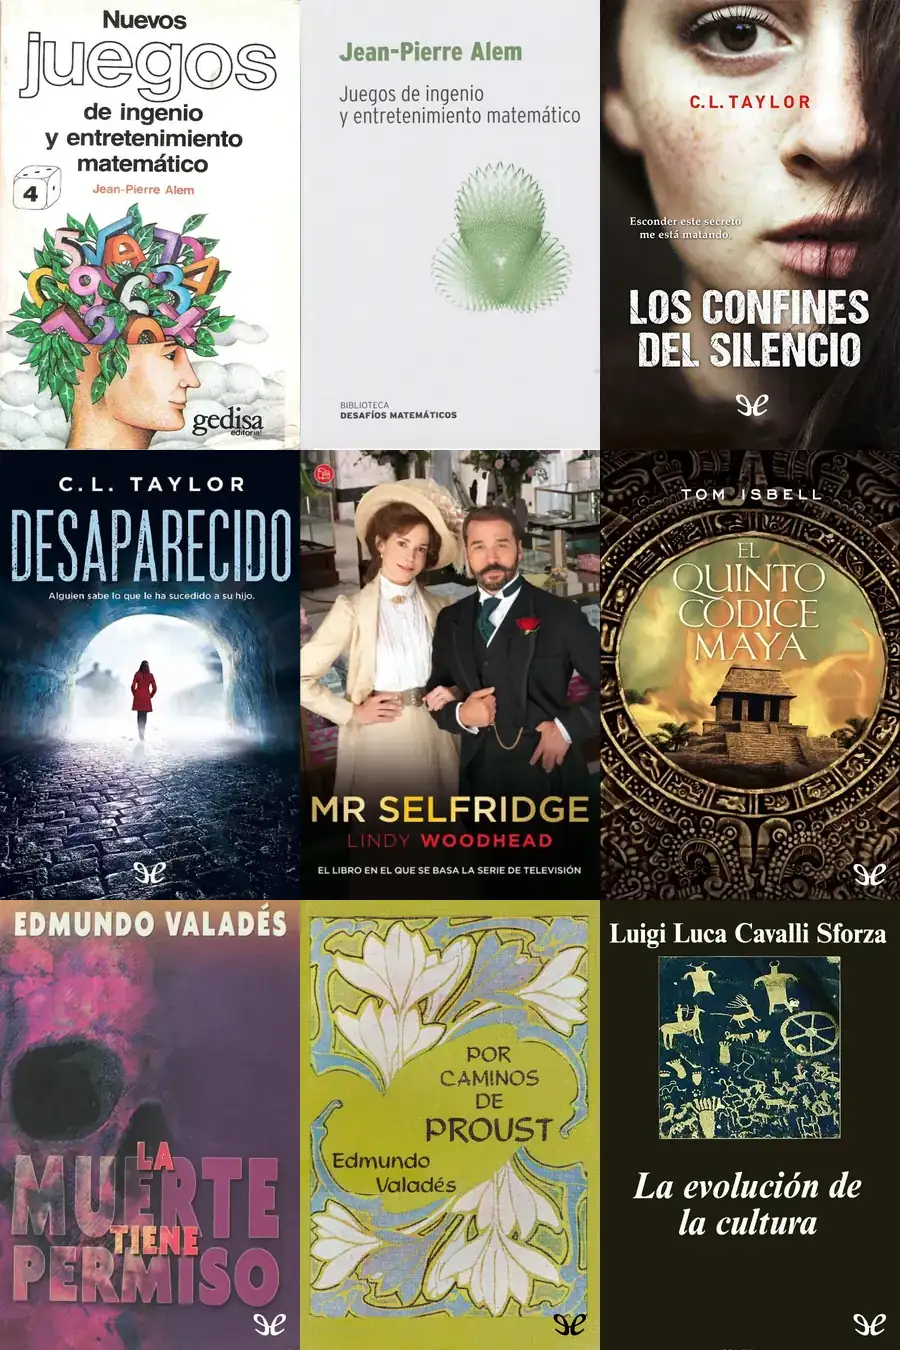 Nuevos
juegos
de ingenio
y entretenimiento
matemático
Jean-Pierre Alem
4
gedisa
editorial
Jean-Pierre Alem
Juegos de ingenio
y entretenimiento matemático
BIBLIOTECA
DESAFÍOS MATEMÁTICOS
C.L. TAYLOR
Esconder este secreto
me está matando.
LOS CONFINES
DEL SILENCIO
C.L. TAYLOR
DESAPARECIDO
Alguien sabe lo que le ha sucedido a su hijo.
MR SELFRIDGE
LINDY WOODHEAD
EL LIBRO EN EL QUE SE BASA LA SERIE DE TELEVISIÓN
TOM ISBELL
EL
QUINTO
CÓDICE
MAYA
EDMUNDO VALADÉS
LA
MUERTE
TIENE
PERMISO
POR
CAMINOS
DE
PROUST
Edmundo
Valadés
Luigi Luca Cavalli Sforza
La evolución de
la cultura